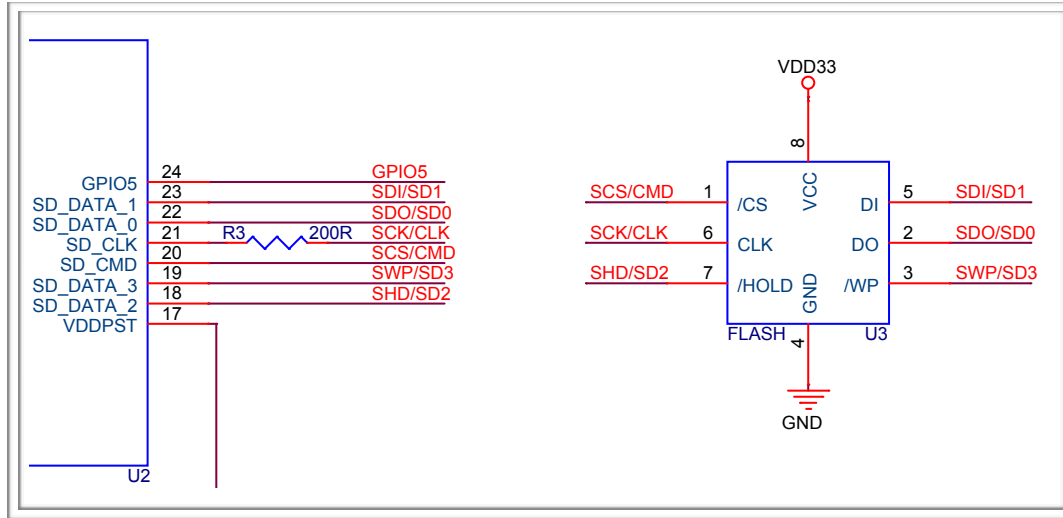 24
GPIO5 GPIO5
23
SD_DATA_1 SDI/SD1
22
SD_DATA_0 SDO/SD0
21
SD_CLK R3 200R SCK/CLK
20
SD_CMD SCS/CMD
19
SD_DATA_3 SWP/SD3
18
SD_DATA_2 SHD/SD2
17
VDDPST
U2
VDD33
8
SCS/CMD 1 /CS VCC DI 5 SDI/SD1
SCK/CLK 6 CLK DO 2 SDO/SD0
SHD/SD2 7 /HOLD GND /WP 3 SWP/SD3
FLASH 4 U3
GND